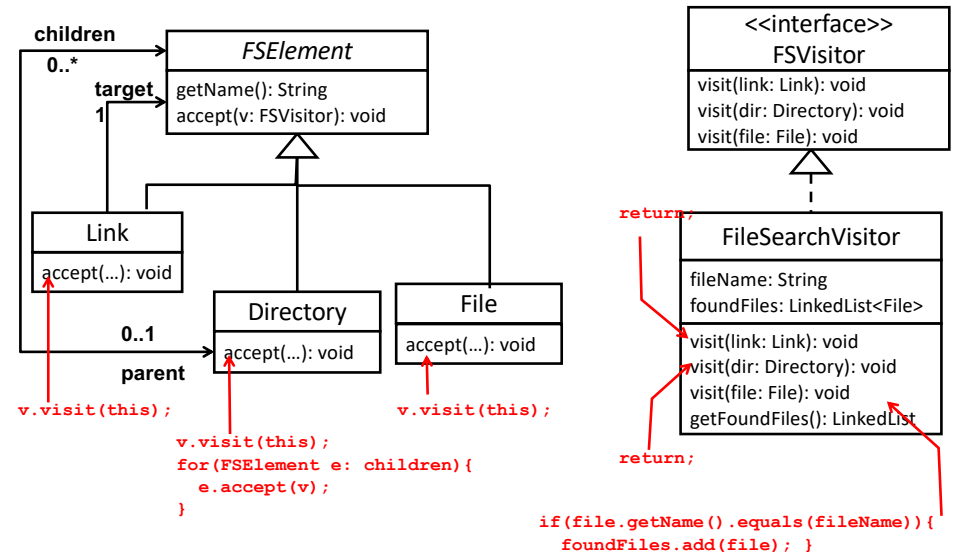 children
0..*
target
1
FSElement
getName(): String
accept(v: FSVisitor): void
Link
accept(...): void
Directory
accept(...): void
File
accept(...): void
0..1
parent
v.visit(this);
v.visit(this);
for(FSElement e: children){
e.accept(v);
}
v.visit(this);
<<interface>>
FSVisitor
visit(link: Link): void
visit(dir: Directory): void
visit(file: File): void
return;
FileSearchVisitor
fileName: String
foundFiles: LinkedList<File>
visit(link: Link): void
visit(dir: Directory): void
visit(file: File): void
getFoundFiles(): LinkedList
return;
if(file.getName().equals(fileName)){
foundFiles.add(file); }